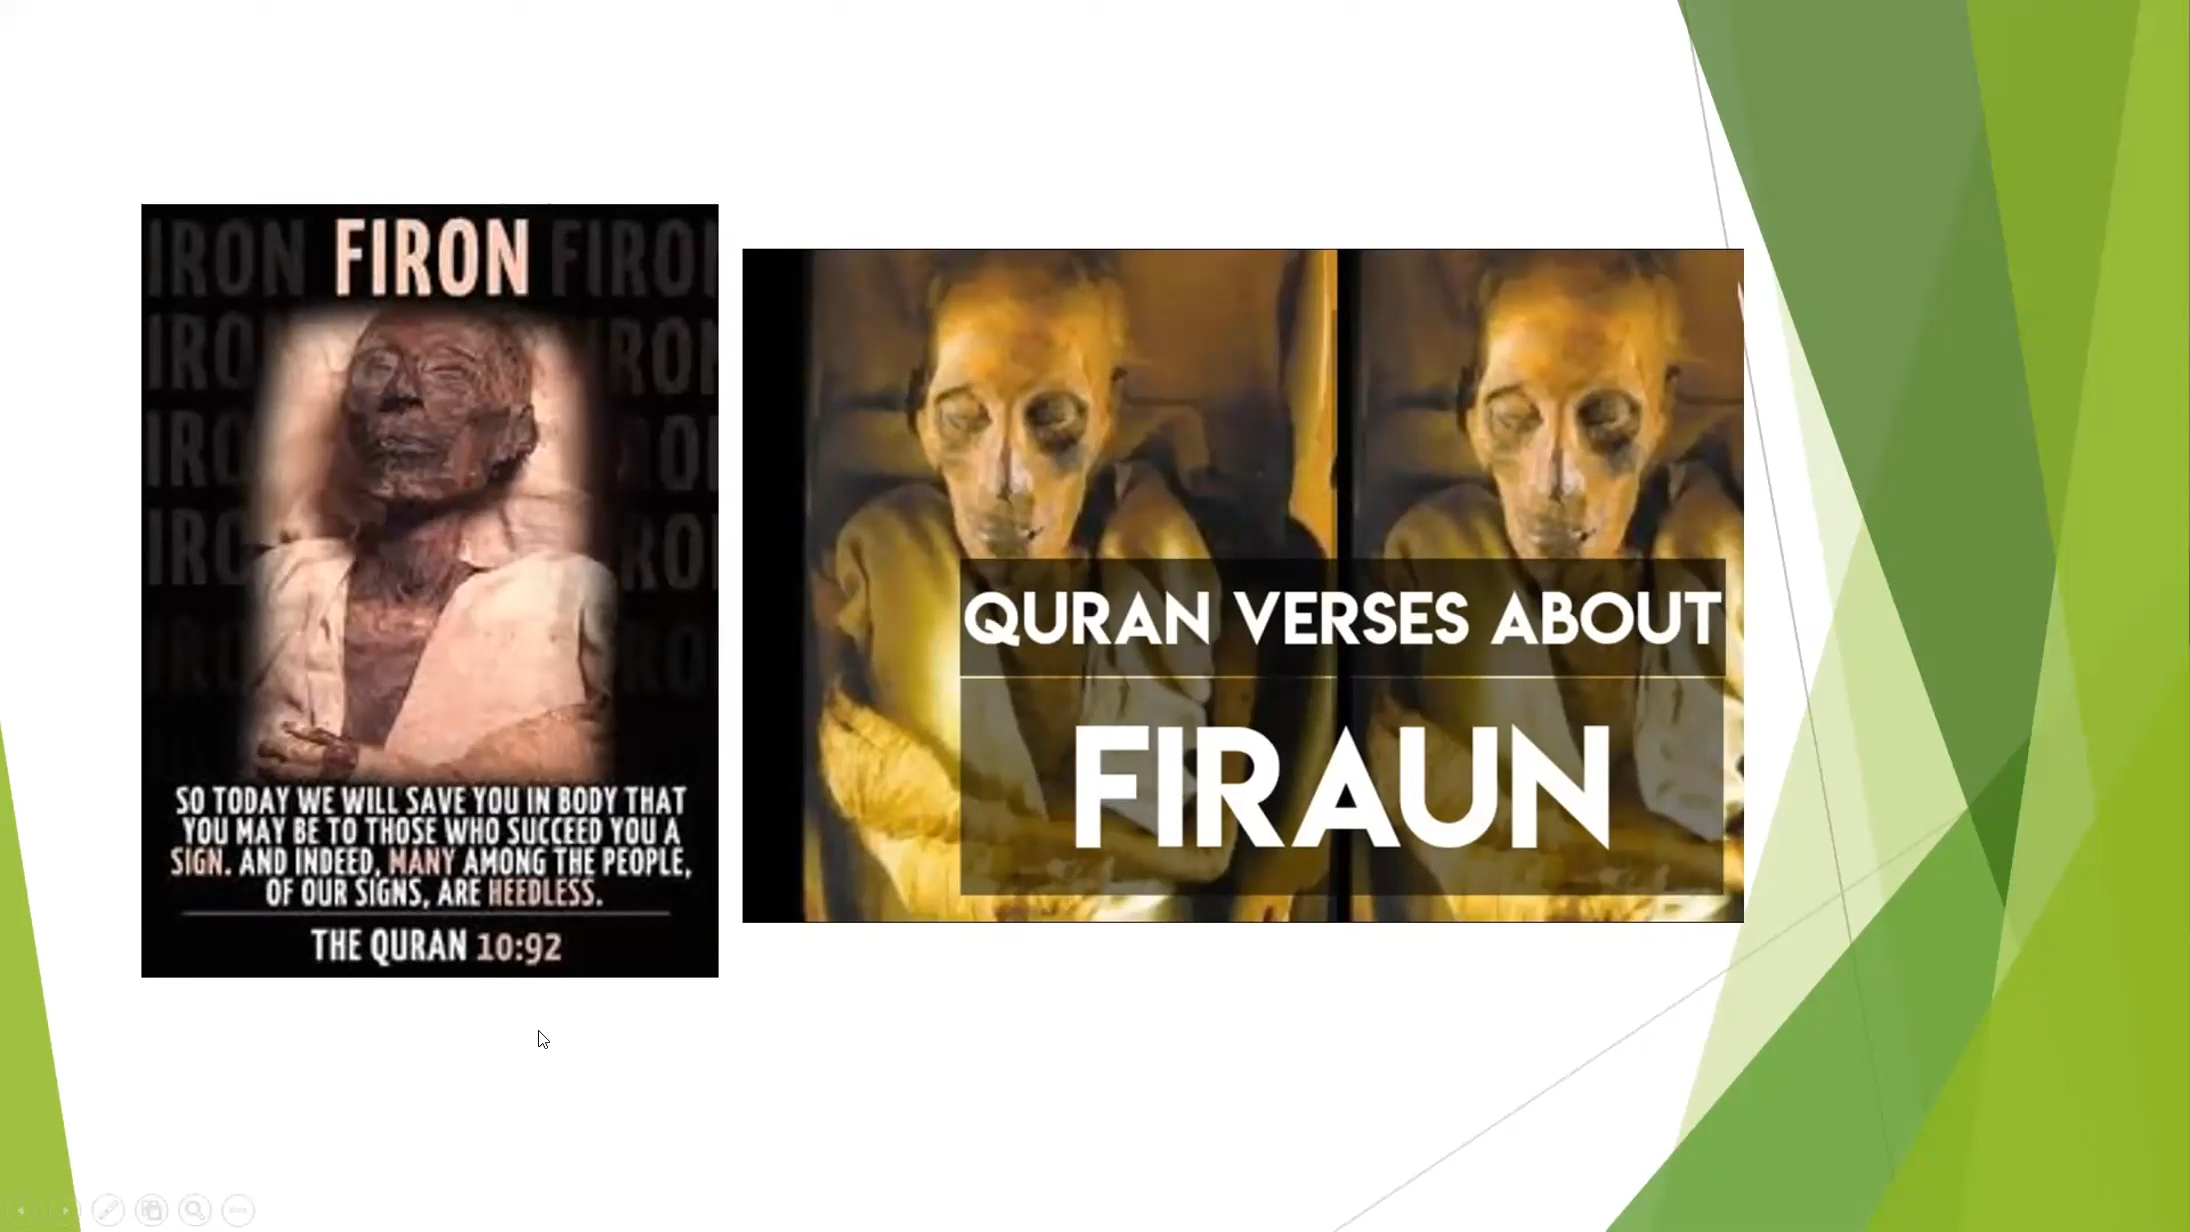 FIRON
SO TODAY WE WILL SAVE YOU IN BODY THAT
YOU MAY BE TO THOSE WHO SUCCEED YOU A
SIGN. AND INDEED, MANY AMONG THE PEOPLE,
OF OUR SIGNS, ARE HEEDLESS.
THE QURAN 10:92
QURAN VERSES ABOUT
FIRAUN